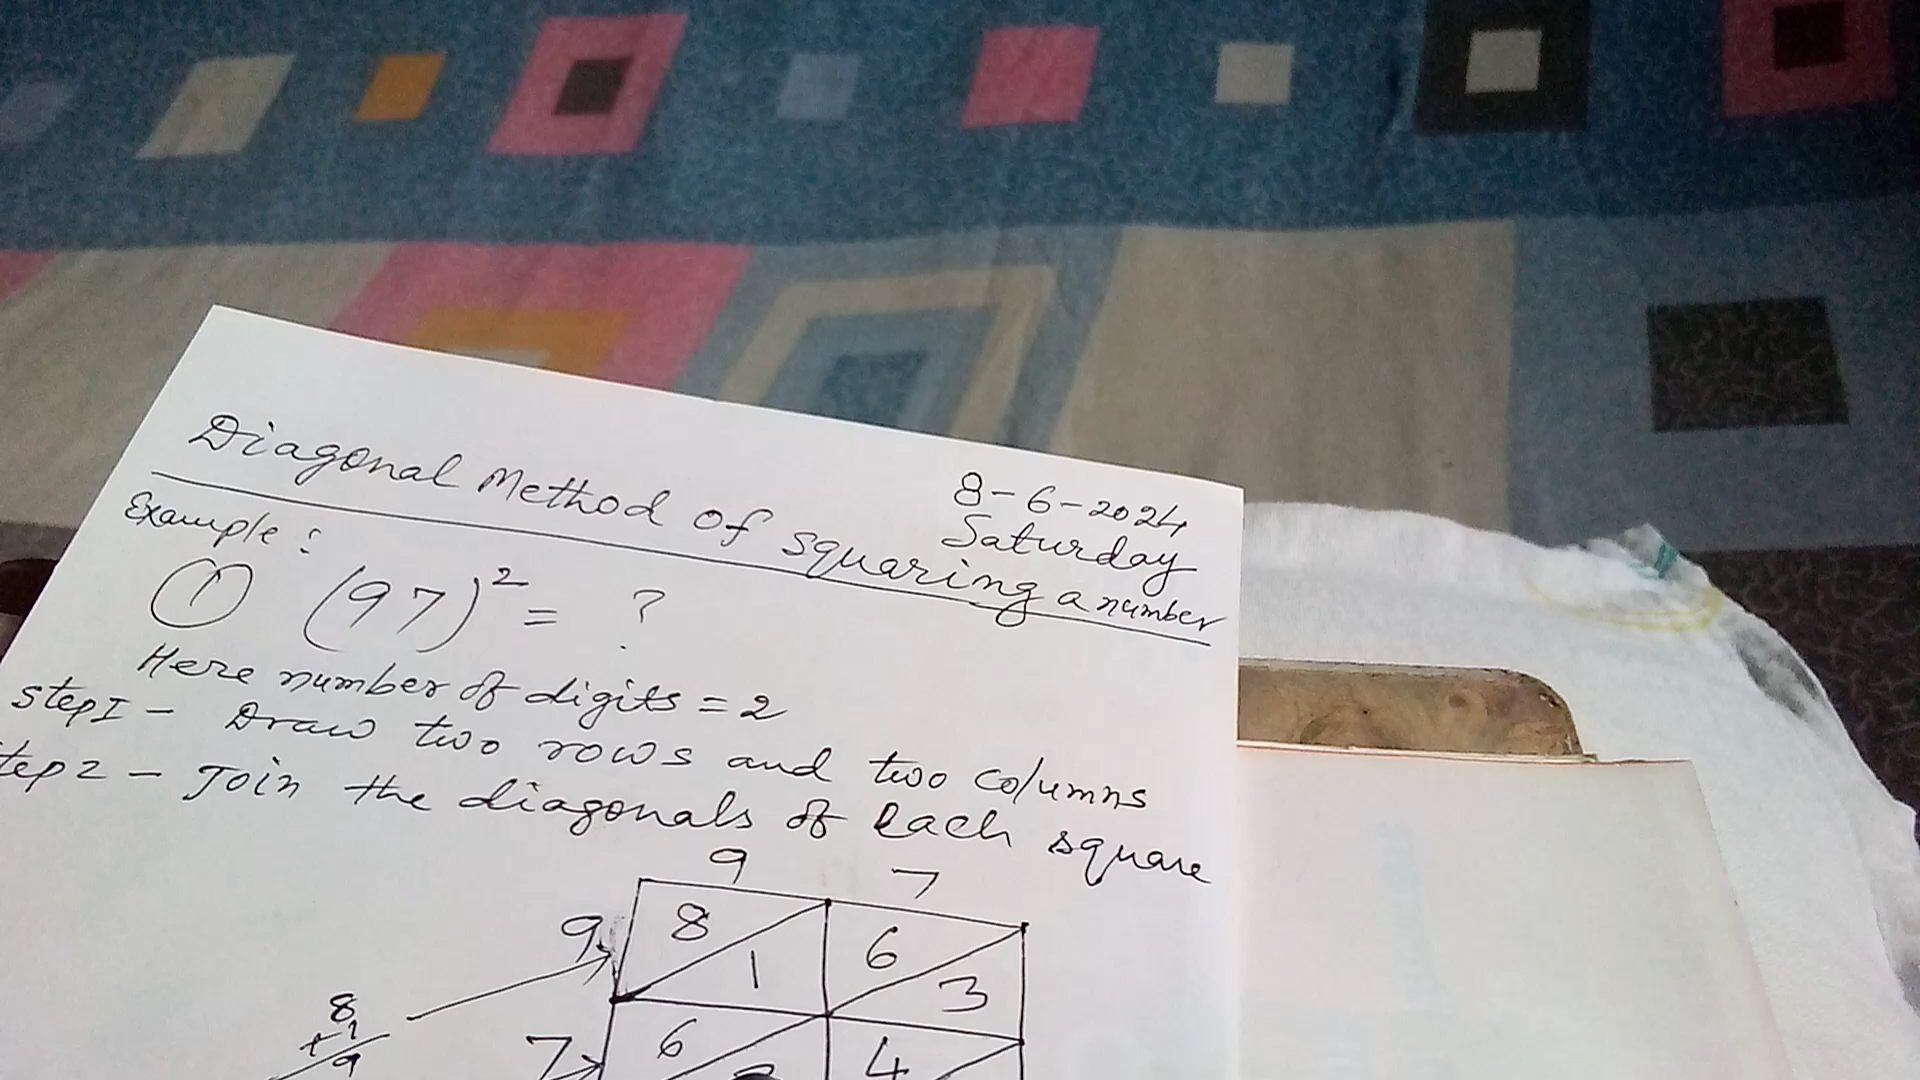 8-6-2024
Saturday
Diagonal Method of squaring a number
Example:
① (97)² = ?
Here number of digits = 2
Step I - Draw two rows and two columns
tep 2 - Join the diagonals of Each square
9 7
9 8 1 6 3
8
+1
9
7 6 4